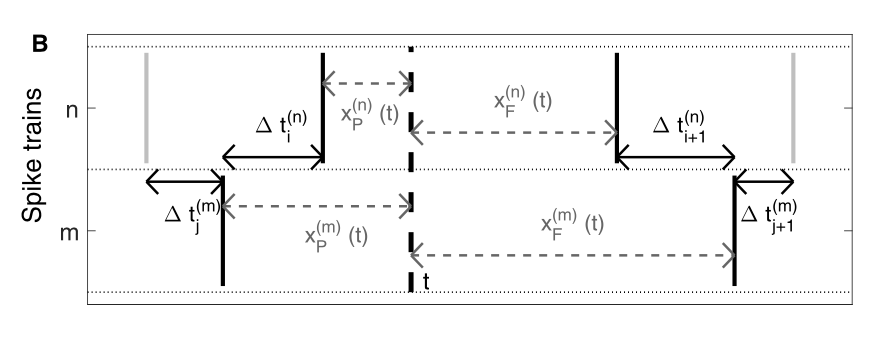 B
Spike trains
n
Δ t_i^(n)
x_P^(n) (t)
x_F^(n) (t)
Δ t_{i+1}^(n)
m
Δ t_j^(m)
x_P^(m) (t)
x_F^(m) (t)
Δ t_{j+1}^(m)
t